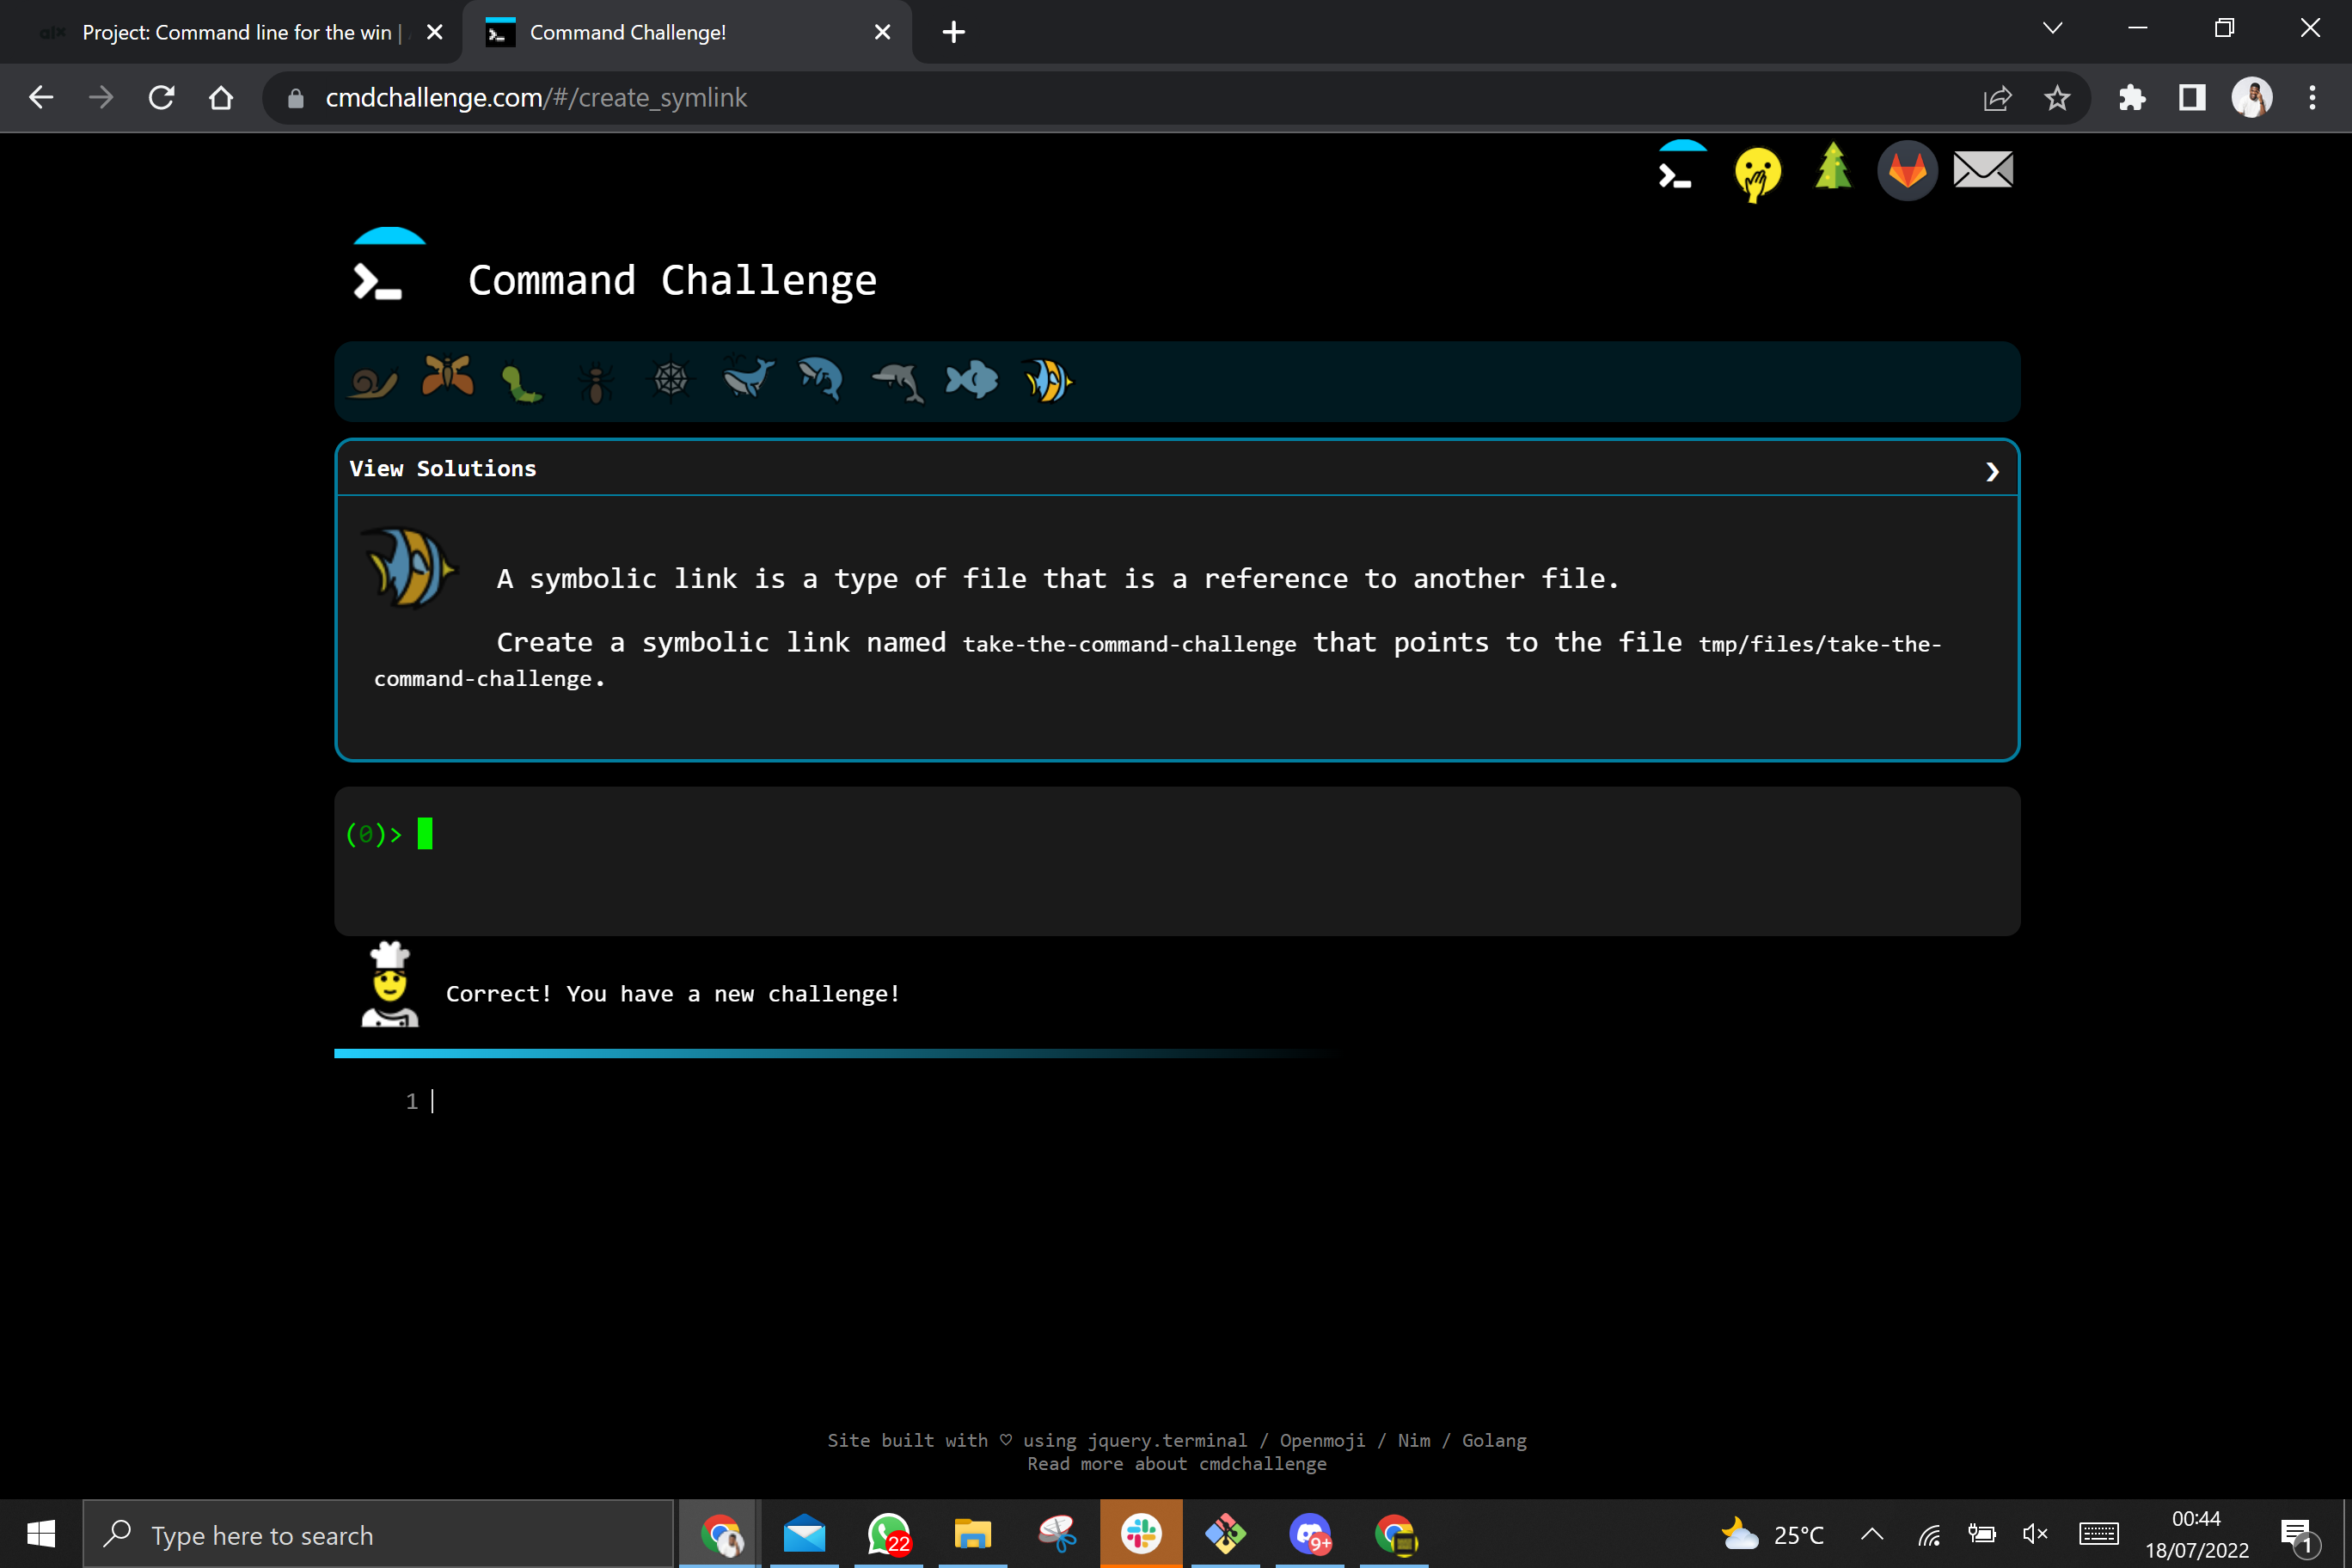 alx Project: Command line for the win |
Command Challenge!
cmdchallenge.com/#/create_symlink
Command Challenge
View Solutions
A symbolic link is a type of file that is a reference to another file.
Create a symbolic link named take-the-command-challenge that points to the file tmp/files/take-the-
command-challenge.
(0)>
Correct! You have a new challenge!
1
Site built with ♡ using jquery.terminal / Openmoji / Nim / Golang
Read more about cmdchallenge
Type here to search
22
9+
25°C
00:44
18/07/2022
1